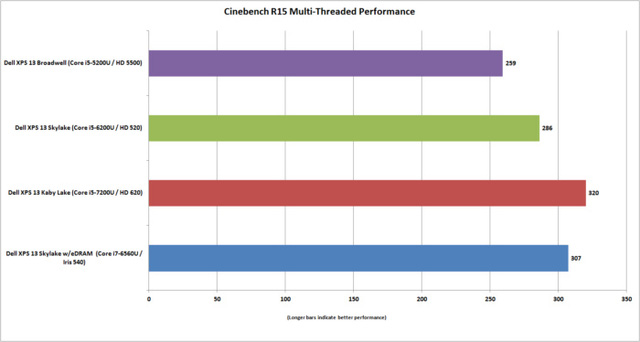 Cinebench R15 Multi-Threaded Performance
Dell XPS 13 Broadwell (Core i5-5200U / HD 5500)
259
Dell XPS 13 Skylake (Core i5-6200U / HD 520)
286
Dell XPS 13 Kaby Lake (Core i5-7200U / HD 620)
320
Dell XPS 13 Skylake w/eDRAM (Core i7-6560U /
Iris 540)
307
0 50 100 150 200 250 300 350
(Longer bars indicate better performance)